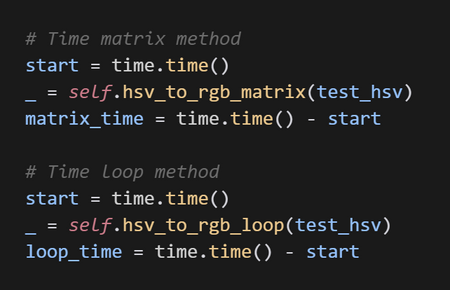 # Time matrix method
start = time.time()
_ = self.hsv_to_rgb_matrix(test_hsv)
matrix_time = time.time() - start
# Time loop method
start = time.time()
_ = self.hsv_to_rgb_loop(test_hsv)
loop_time = time.time() - start